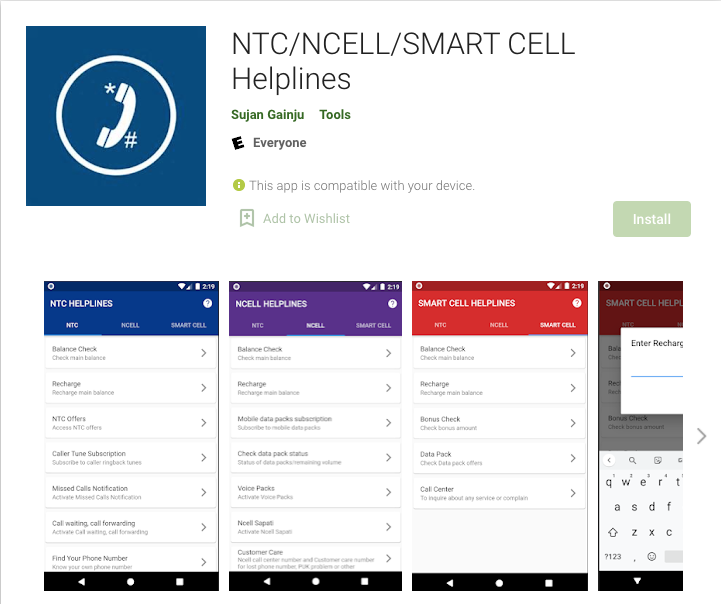 NTC/NCELL/SMART CELL
Helplines
Sujan Gainju Tools
Everyone
This app is compatible with your device.
Add to Wishlist
Install
2:19
NTC HELPLINES
NTC NCELL SMART CELL
Balance Check
Check main balance
Recharge
Recharge main balance
NTC Offers
Access NTC offers
Caller Tune Subscription
Subscribe to caller ringback tunes
Missed Calls Notification
Activate Missed Calls Notification
Call waiting, call forwarding
Activate Call waiting, call forwarding
Find Your Phone Number
Know your own phone number
2:19
NCELL HELPLINES
NTC NCELL SMART CELL
Balance Check
Check main balance
Recharge
Recharge main balance
Mobile data packs subscription
Subscribe to mobile data packs
Check data pack status
Status of data packs/remaining volume
Voice Packs
Activate Voice Packs
Ncell Sapati
Activate Ncell Sapati
Customer Care
Ncell call center number and Customer care number
for lost phone number, PUK problem or other
2:19
SMART CELL HELPLINES
NTC NCELL SMART CELL
Balance Check
Check main balance
Recharge
Recharge main balance
Bonus Check
Check bonus amount
Data Pack
Check Data pack offers
Call Center
To inquire about any service or complain
SMART CELL HELPL
NTC
Enter Recharg
Bonus Check
Check bonus amount
q w e r t
a s d f
z x c
?123 ,